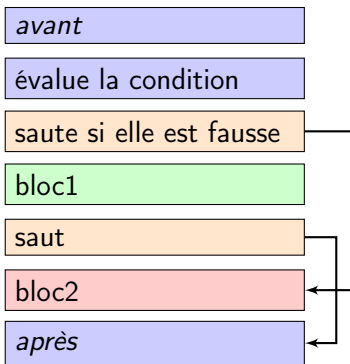 avant
évalue la condition
saute si elle est fausse
bloc1
saut
bloc2
après